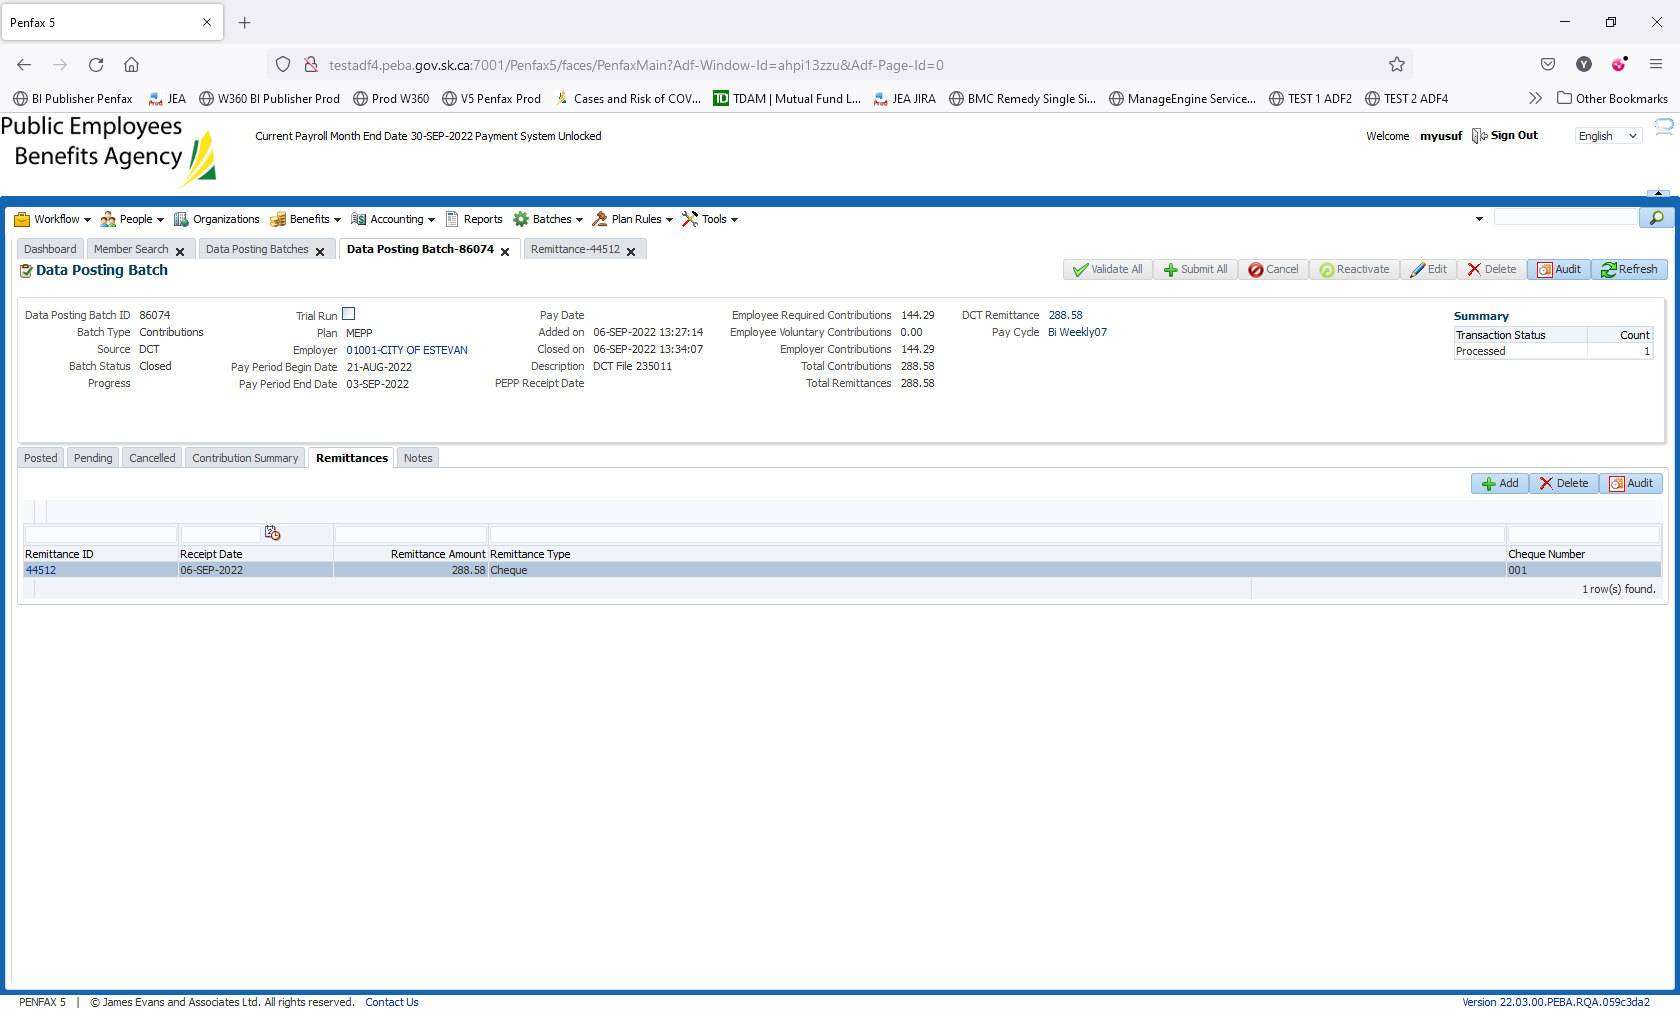 Penfax 5
testadf4.peba.gov.sk.ca:7001/Penfax5/faces/PenfaxMain?Adf-Window-Id=ahpi13zzu&Adf-Page-Id=0
BI Publisher Penfax JEA W360 BI Publisher Prod Prod W360 V5 Penfax Prod Cases and Risk of COV... TDAM | Mutual Fund L... JEA JIRA BMC Remedy Single Si... ManageEngine Service... TEST 1 ADF2 TEST 2 ADF4 Other Bookmarks
Public Employees
Benefits Agency
Current Payroll Month End Date 30-SEP-2022 Payment System Unlocked
Welcome myusuf Sign Out English
Workflow People Organizations Benefits Accounting Reports Batches Plan Rules Tools
Dashboard Member Search Data Posting Batches Data Posting Batch-86074 Remittance-44512
Data Posting Batch
Validate All Submit All Cancel Reactivate Edit Delete Audit Refresh
Data Posting Batch ID 86074
Batch Type Contributions
Source DCT
Batch Status Closed
Progress
Trial Run
Plan MEPP
Employer 01001-CITY OF ESTEVAN
Pay Period Begin Date 21-AUG-2022
Pay Period End Date 03-SEP-2022
Pay Date
Added on 06-SEP-2022 13:27:14
Closed on 06-SEP-2022 13:34:07
Description DCT File 235011
PEPP Receipt Date
Employee Required Contributions 144.29
Employee Voluntary Contributions 0.00
Employer Contributions 144.29
Total Contributions 288.58
Total Remittances 288.58
DCT Remittance 288.58
Pay Cycle Bi Weekly07
Summary
Transaction Status Count
Processed 1
Posted Pending Cancelled Contribution Summary Remittances Notes
Add Delete Audit
Remittance ID Receipt Date Remittance Amount Remittance Type Cheque Number
44512 06-SEP-2022 288.58 Cheque 001
1 row(s) found.
PENFAX 5 | © James Evans and Associates Ltd. All rights reserved. Contact Us
Version 22.03.00.PEBA.RQA.059c3da2